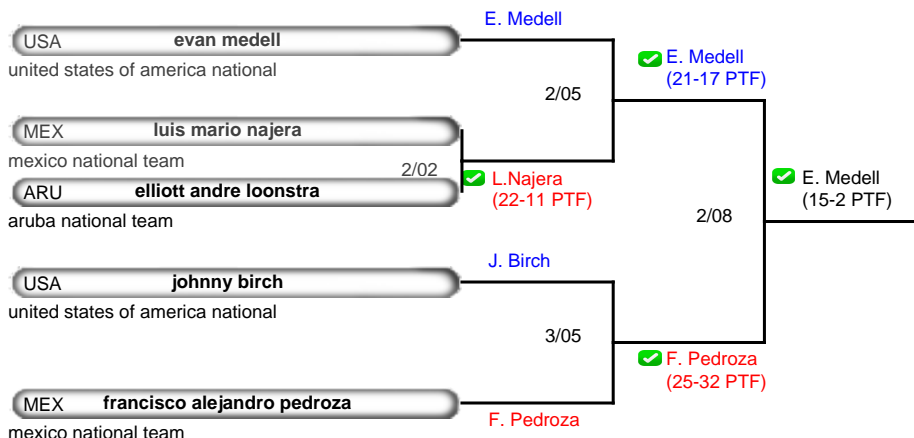 E. Medell
USA evan medell
united states of america national
E. Medell
(21-17 PTF)
2/05
MEX luis mario najera
mexico national team
2/02
L.Najera
(22-11 PTF)
ARU elliott andre loonstra
aruba national team
E. Medell
(15-2 PTF)
2/08
J. Birch
USA johnny birch
united states of america national
3/05
F. Pedroza
(25-32 PTF)
MEX francisco alejandro pedroza
F. Pedroza
mexico national team